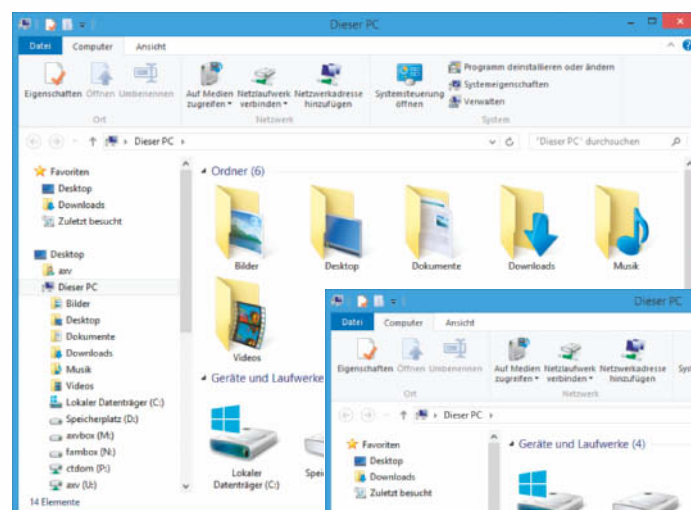 Dieser PC
Datei Computer Ansicht
Eigenschaften Öffnen Umbenennen
Auf Medien zugreifen
Netzlaufwerk verbinden
Netzwerkadresse hinzufügen
Systemsteuerung öffnen
Programm deinstallieren oder ändern
Systemeigenschaften
Verwalten
Ort Netzwerk System
Dieser PC
"Dieser PC" durchsuchen
Favoriten
Desktop
Downloads
Zuletzt besucht
Desktop
axv
Dieser PC
Bilder
Desktop
Dokumente
Downloads
Musik
Videos
Lokaler Datenträger (C:)
Speicherplatz (D:)
axvbox (M:)
fambox (N:)
ctdom (P:)
axv (U:)
14 Elemente
Ordner (6)
Bilder Desktop Dokumente Downloads Musik
Videos
Geräte und Laufwerke
Lokaler
Datenträger (C:)
Spei
Dieser PC
Datei Computer Ansicht
Eigenschaften Öffnen Umbenennen
Auf Medien zugreifen
Netzlaufwerk verbinden
Netzwerkadresse hinzufügen
Sys
Ort Netzwerk
Dieser PC
Favoriten
Desktop
Downloads
Zuletzt besucht
Geräte und Laufwerke (4)